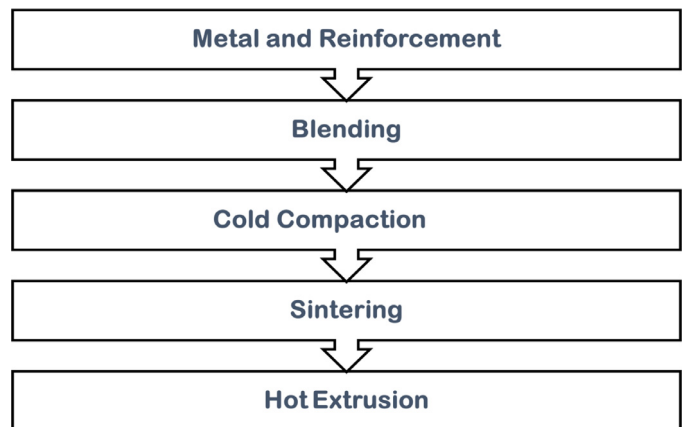 Metal and Reinforcement
Blending
Cold Compaction
Sintering
Hot Extrusion